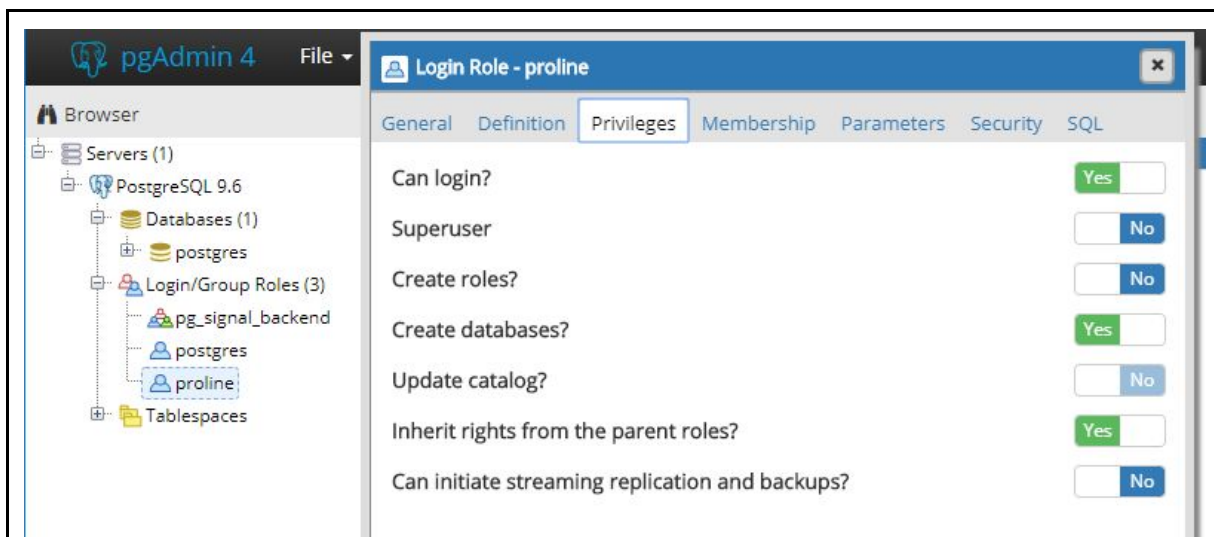 pgAdmin 4 File
Login Role - proline
Browser
General Definition Privileges Membership Parameters Security SQL
Servers (1)
PostgreSQL 9.6
Databases (1)
postgres
Login/Group Roles (3)
pg_signal_backend
postgres
proline
Tablespaces
Can login? Yes
Superuser No
Create roles? No
Create databases? Yes
Update catalog? No
Inherit rights from the parent roles? Yes
Can initiate streaming replication and backups? No